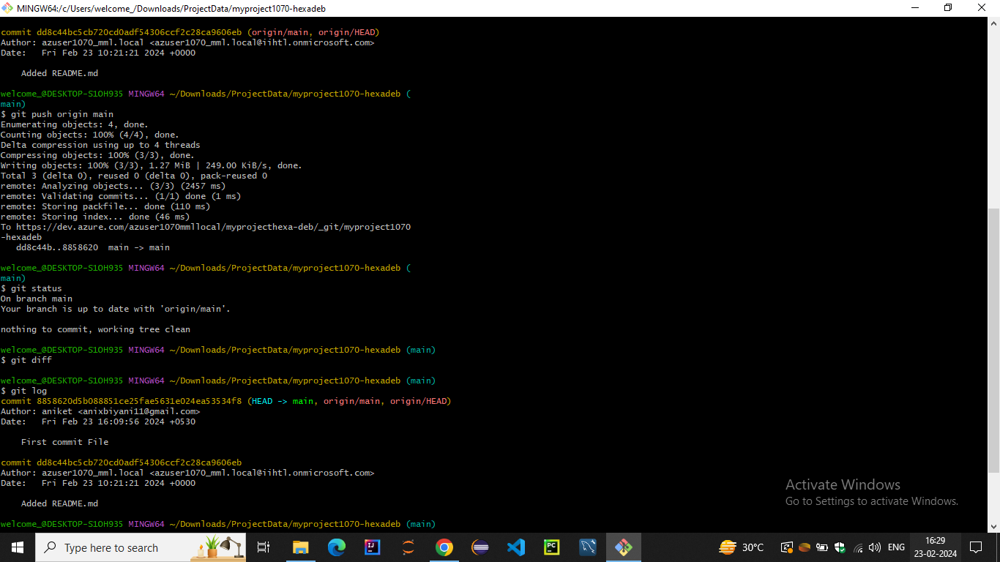 MINGW64:/c/Users/welcome_/Downloads/ProjectData/myproject1070-hexadeb
commit dd8c44bc5cb720cd0adf54306ccf2c28ca9606eb (origin/main, origin/HEAD)
Author: azuser1070_mml.local <azuser1070_mml.local@iihtl.onmicrosoft.com>
Date:   Fri Feb 23 10:21:21 2024 +0000
    Added README.md
welcome_@DESKTOP-S1OH935 MINGW64 ~/Downloads/ProjectData/myproject1070-hexadeb (
main)
$ git push origin main
Enumerating objects: 4, done.
Counting objects: 100% (4/4), done.
Delta compression using up to 4 threads
Compressing objects: 100% (3/3), done.
Writing objects: 100% (3/3), 1.27 MiB | 249.00 KiB/s, done.
Total 3 (delta 0), reused 0 (delta 0), pack-reused 0
remote: Analyzing objects... (3/3) (2457 ms)
remote: Validating commits... (1/1) done (1 ms)
remote: Storing packfile... done (110 ms)
remote: Storing index... done (46 ms)
To https://dev.azure.com/azuser1070mmllocal/myprojecthexa-deb/_git/myproject1070
-hexadeb
   dd8c44b..8858620  main -> main
welcome_@DESKTOP-S1OH935 MINGW64 ~/Downloads/ProjectData/myproject1070-hexadeb (
main)
$ git status
On branch main
Your branch is up to date with 'origin/main'.
nothing to commit, working tree clean
welcome_@DESKTOP-S1OH935 MINGW64 ~/Downloads/ProjectData/myproject1070-hexadeb (main)
$ git diff
welcome_@DESKTOP-S1OH935 MINGW64 ~/Downloads/ProjectData/myproject1070-hexadeb (main)
$ git log
commit 8858620d5b088851ce25fae5631e024ea53534f8 (HEAD -> main, origin/main, origin/HEAD)
Author: aniket <anixbiyani11@gmail.com>
Date:   Fri Feb 23 16:09:56 2024 +0530
    First commit File
commit dd8c44bc5cb720cd0adf54306ccf2c28ca9606eb
Author: azuser1070_mml.local <azuser1070_mml.local@iihtl.onmicrosoft.com>
Date:   Fri Feb 23 10:21:21 2024 +0000
    Added README.md
welcome_@DESKTOP-S1OH935 MINGW64 ~/Downloads/ProjectData/myproject1070-hexadeb (main)
Activate Windows
Go to Settings to activate Windows.
Type here to search
IJ
PC
30°C
ENG
16:29
23-02-2024